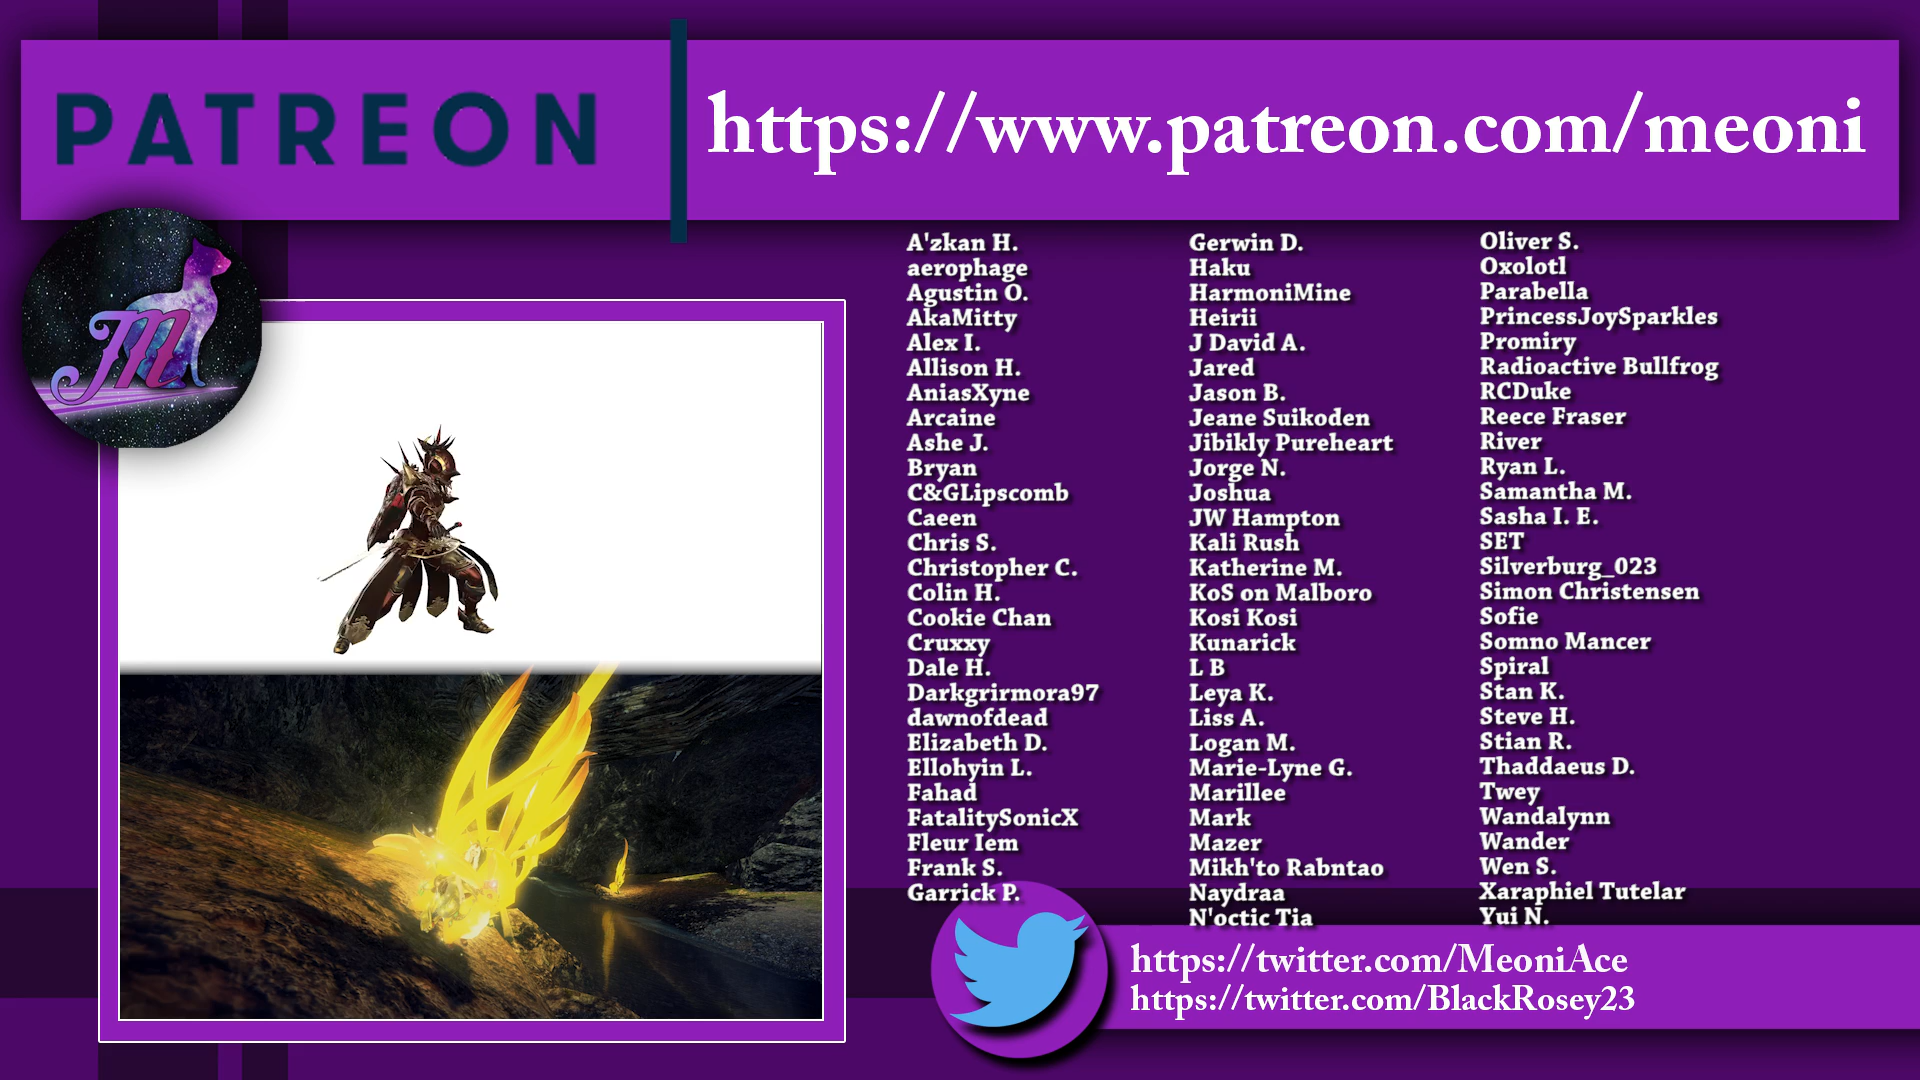 PATREON
https://www.patreon.com/meoni
M
A'zkan H.
aerophage
Agustin O.
AkaMitty
Alex I.
Allison H.
AniasXyne
Arcaine
Ashe J.
Bryan
C&GLipscomb
Caeen
Chris S.
Christopher C.
Colin H.
Cookie Chan
Cruxxy
Dale H.
Darkgrirmora97
dawnofdead
Elizabeth D.
Ellohyin L.
Fahad
FatalitySonicX
Fleur Iem
Frank S.
Garrick P.
Gerwin D.
Haku
HarmoniMine
Heirii
J David A.
Jared
Jason B.
Jeane Suikoden
Jibikly Pureheart
Jorge N.
Joshua
JW Hampton
Kali Rush
Katherine M.
KoS on Malboro
Kosi Kosi
Kunarick
L B
Leya K.
Liss A.
Logan M.
Marie-Lyne G.
Marillee
Mark
Mazer
Mikh'to Rabntao
Naydraa
N'octic Tia
Oliver S.
Oxolotl
Parabella
PrincessJoySparkles
Promiry
Radioactive Bullfrog
RCDuke
Reece Fraser
River
Ryan L.
Samantha M.
Sasha I. E.
SET
Silverburg_023
Simon Christensen
Sofie
Somno Mancer
Spiral
Stan K.
Steve H.
Stian R.
Thaddaeus D.
Twey
Wandalynn
Wander
Wen S.
Xaraphiel Tutelar
Yui N.
https://twitter.com/MeoniAce
https://twitter.com/BlackRosey23